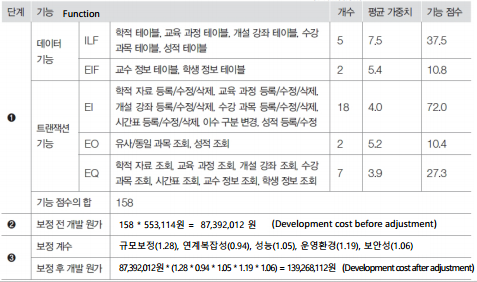 단계 기능 Function 개수 평균 가중치 기능 점수
❶
데이터
기능
ILF
학적 테이블, 교육 과정 테이블, 개설 강좌 테이블, 수강
과목 테이블, 성적 테이블
5 7.5 37.5
EIF 교수 정보 테이블, 학생 정보 테이블 2 5.4 10.8
트랜잭션
기능
EI
학적 자료 등록/수정/삭제, 교육 과정 등록/수정/삭제,
개설 강좌 등록/수정/삭제, 수강 과목 등록/수정/삭제,
시간표 등록/수정/삭제, 이수 구분 변경, 성적 등록/수정
18 4.0 72.0
EO 유사/동일 과목 조회, 성적 조회 2 5.2 10.4
EQ
학적 자료 조회, 교육 과정 조회, 개설 강좌 조회, 수강
과목 조회, 시간표 조회, 교수 정보 조회, 학생 정보 조회
7 3.9 27.3
기능 점수의 합 158
❷ 보정 전 개발 원가 158 * 553,114원 = 87,392,012 원 (Development cost before adjustment)
❸
보정 계수 규모보정(1.28), 연계복잡성(0.94), 성능(1.05), 운영환경(1.19), 보안성(1.06)
보정 후 개발 원가 87,392,012원 * (1.28 * 0.94 * 1.05 * 1.19 * 1.06) = 139,268,112원 (Development cost after adjustment)